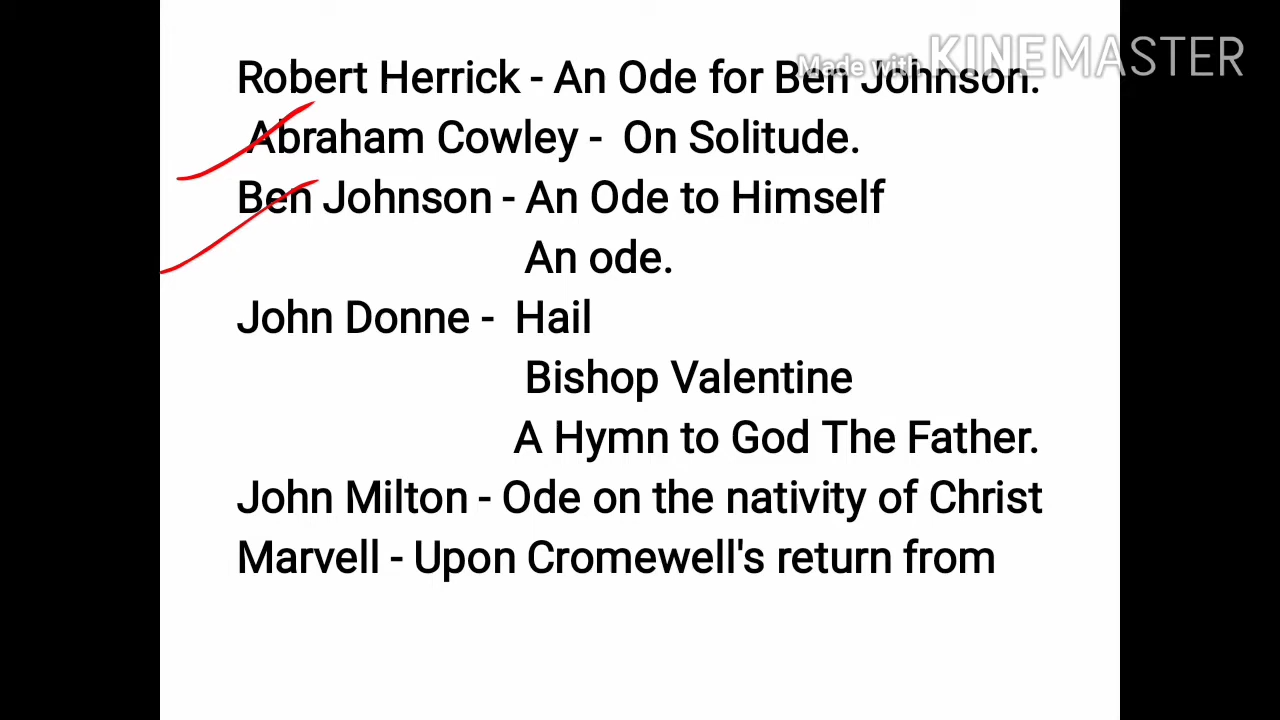 Made with KINEMASTER
Robert Herrick - An Ode for Ben Johnson.
Abraham Cowley - On Solitude.
Ben Johnson - An Ode to Himself
An ode.
John Donne - Hail
Bishop Valentine
A Hymn to God The Father.
John Milton - Ode on the nativity of Christ
Marvell - Upon Cromewell's return from